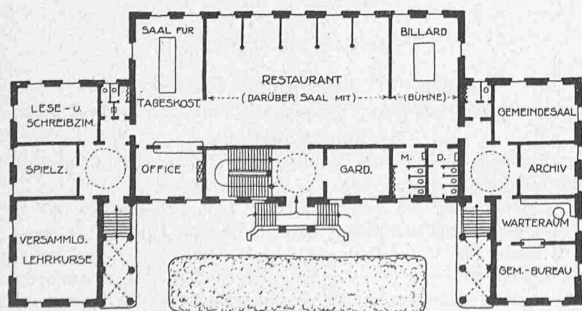 SAAL FÜR
TAGESKOST.
RESTAURANT
(DARÜBER SAAL MIT)
BILLARD
(BÜHNE)
LESE- U.
SCHREIBZIM.
GEMEINDESAAL
SPIELZ.
OFFICE
GARD.
M.
D.
ARCHIV
VERSAMMLG.
LEHRKURSE
WARTERAUM
GEM.-BUREAU